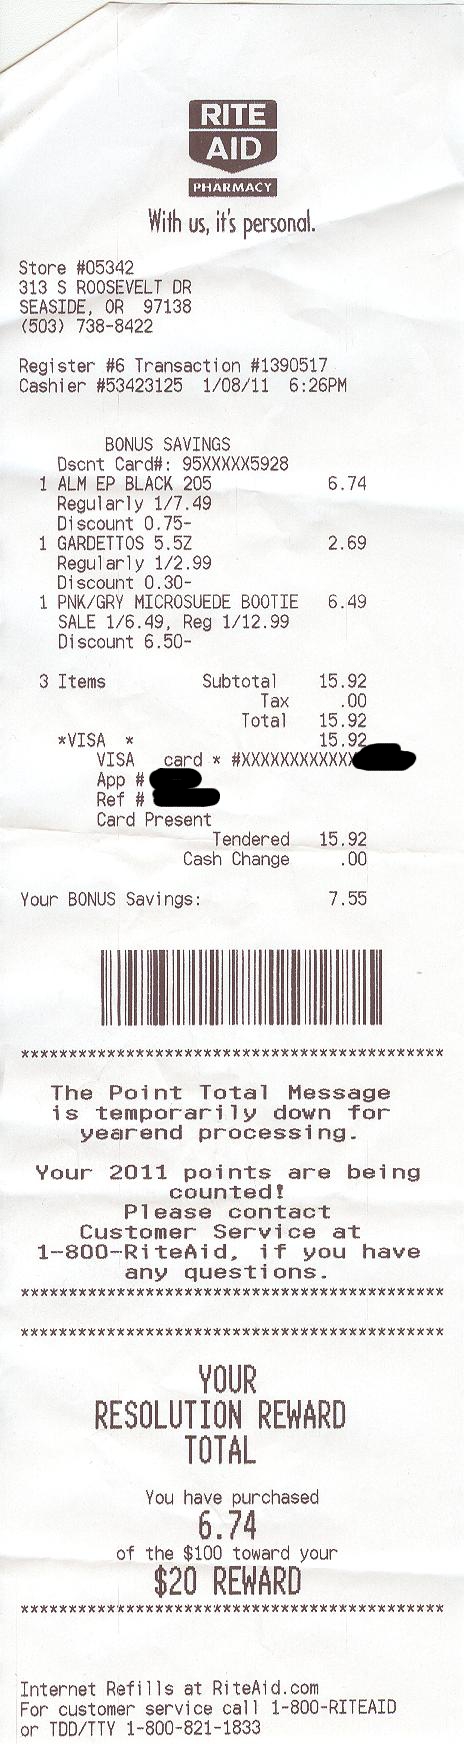 RITE
AID
PHARMACY
With us, it's personal.
Store #05342
313 S ROOSEVELT DR
SEASIDE, OR 97138
(503) 738-8422
Register #6 Transaction #1390517
Cashier #53423125 1/08/11 6:26PM
BONUS SAVINGS
Dscnt Card#: 95XXXXX5928
1 ALM EP BLACK 205 6.74
Regularly 1/7.49
Discount 0.75-
1 GARDETTOS 5.5Z 2.69
Regularly 1/2.99
Discount 0.30-
1 PNK/GRY MICROSUEDE BOOTIE 6.49
SALE 1/6.49, Reg 1/12.99
Discount 6.50-
3 Items Subtotal 15.92
Tax .00
Total 15.92
*VISA * 15.92
VISA card * #XXXXXXXXXXXX
App #
Ref #
Card Present
Tendered 15.92
Cash Change .00
Your BONUS Savings: 7.55
******************************************
The Point Total Message
is temporarily down for
yearend processing.
Your 2011 points are being
counted!
Please contact
Customer Service at
1-800-RiteAid, if you have
any questions.
******************************************
******************************************
YOUR
RESOLUTION REWARD
TOTAL
You have purchased
6.74
of the $100 toward your
$20 REWARD
******************************************
Internet Refills at RiteAid.com
For customer service call 1-800-RITEAID
or TDD/TTY 1-800-821-1833